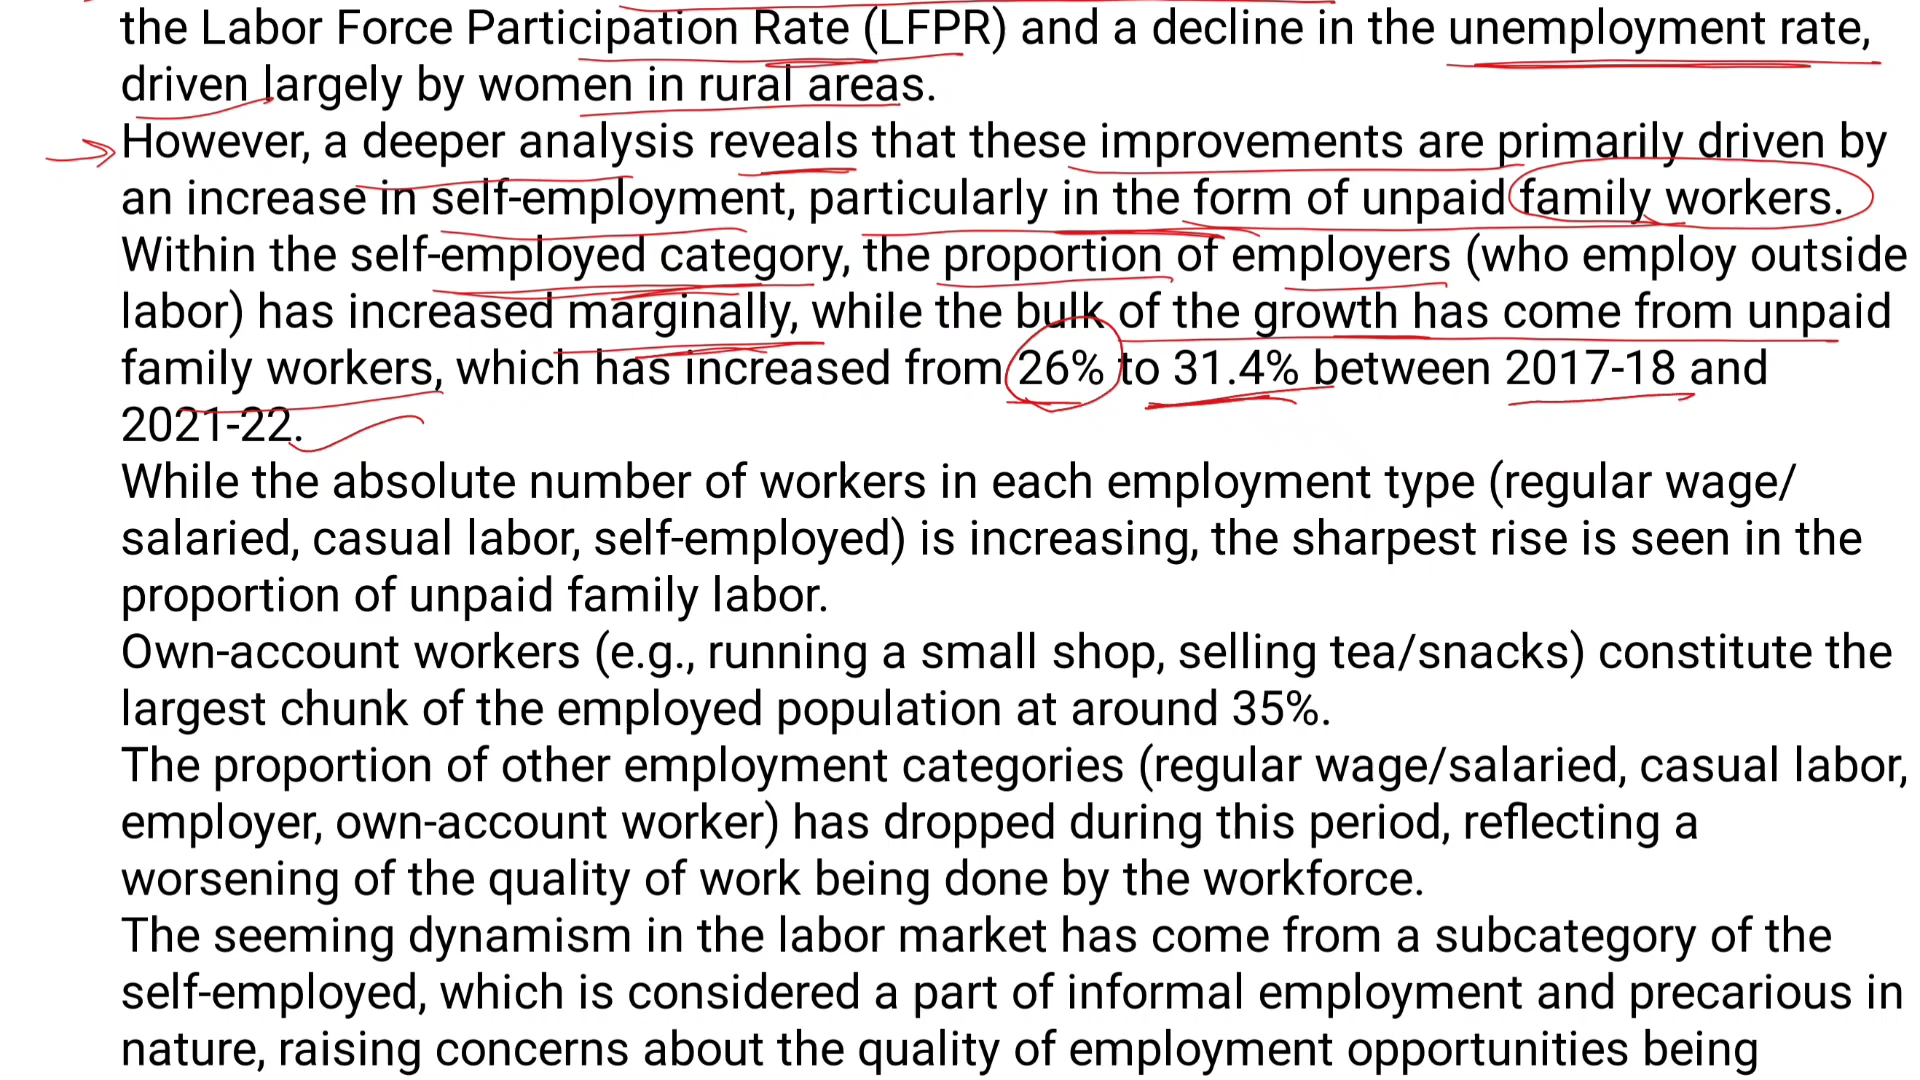 the Labor Force Participation Rate (LFPR) and a decline in the unemployment rate,
driven largely by women in rural areas.
However, a deeper analysis reveals that these improvements are primarily driven by
an increase in self-employment, particularly in the form of unpaid family workers.
Within the self-employed category, the proportion of employers (who employ outside
labor) has increased marginally, while the bulk of the growth has come from unpaid
family workers, which has increased from 26% to 31.4% between 2017-18 and
2021-22.
While the absolute number of workers in each employment type (regular wage/
salaried, casual labor, self-employed) is increasing, the sharpest rise is seen in the
proportion of unpaid family labor.
Own-account workers (e.g., running a small shop, selling tea/snacks) constitute the
largest chunk of the employed population at around 35%.
The proportion of other employment categories (regular wage/salaried, casual labor,
employer, own-account worker) has dropped during this period, reflecting a
worsening of the quality of work being done by the workforce.
The seeming dynamism in the labor market has come from a subcategory of the
self-employed, which is considered a part of informal employment and precarious in
nature, raising concerns about the quality of employment opportunities being